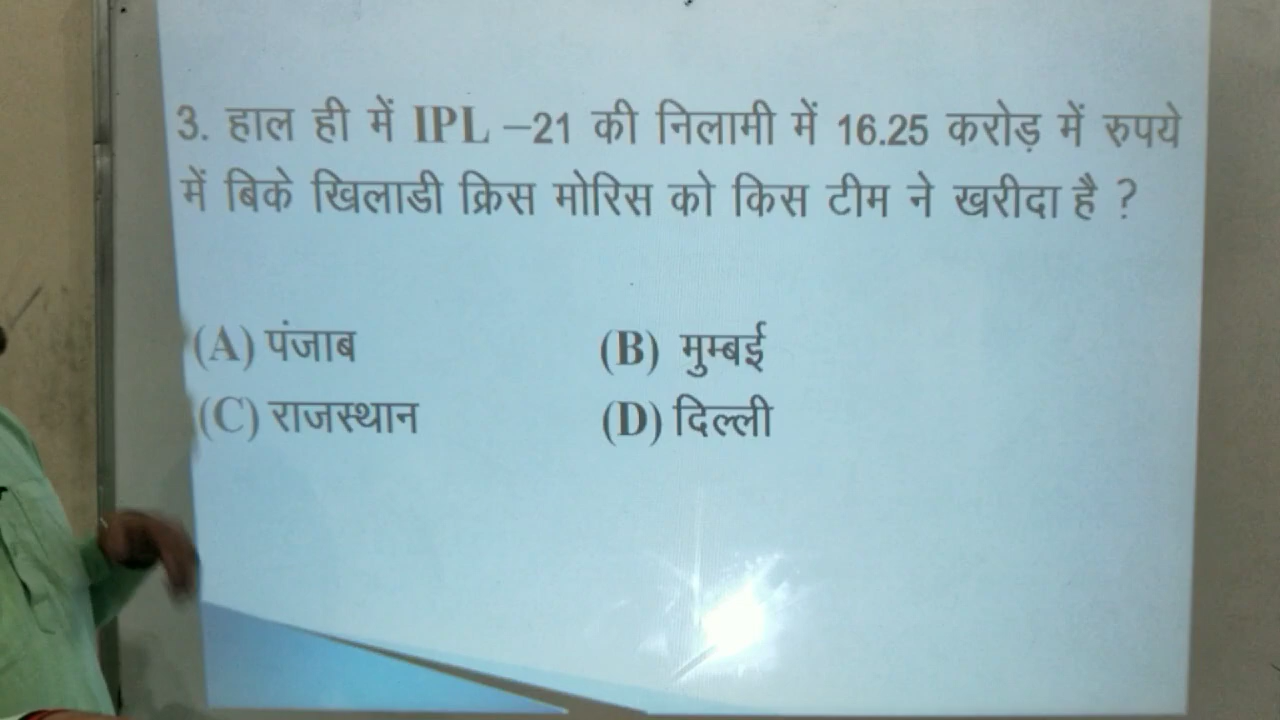 3. हाल ही में IPL –21 की निलामी में 16.25 करोड़ में रुपये
में बिके खिलाडी क्रिस मोरिस को किस टीम ने खरीदा है ?
(A) पंजाब (B) मुम्बई
(C) राजस्थान (D) दिल्ली